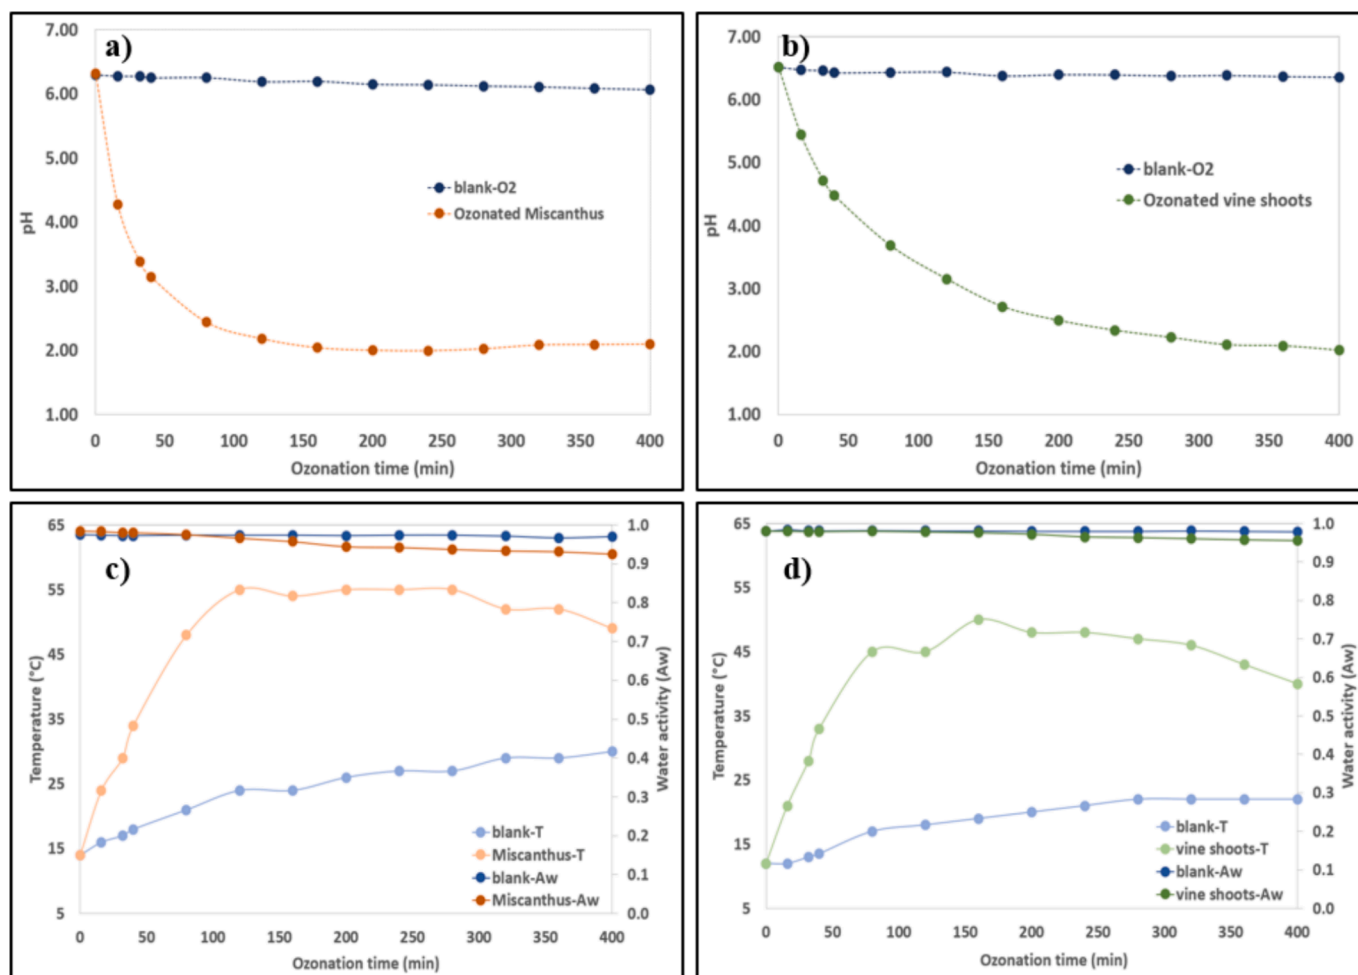 a)
7.00
6.00
5.00
4.00
3.00
2.00
1.00
pH
blank-O2
Ozonated Miscanthus
0 50 100 150 200 250 300 350 400
Ozonation time (min)
b)
7.00
6.00
5.00
4.00
3.00
2.00
1.00
pH
blank-O2
Ozonated vine shoots
0 50 100 150 200 250 300 350 400
Ozonation time (min)
c)
65
55
45
35
25
15
5
Temperature (°C)
1.0
0.9
0.8
0.7
0.6
0.5
0.4
0.3
0.2
0.1
0.0
Water activity (Aw)
blank-T
Miscanthus-T
blank-Aw
Miscanthus-Aw
0 50 100 150 200 250 300 350 400
Ozonation time (min)
d)
65
55
45
35
25
15
5
Temperature (°C)
1.0
0.9
0.8
0.7
0.6
0.5
0.4
0.3
0.2
0.1
0.0
Water activity (Aw)
blank-T
vine shoots-T
blank-Aw
vine shoots-Aw
0 50 100 150 200 250 300 350 400
Ozonation time (min)